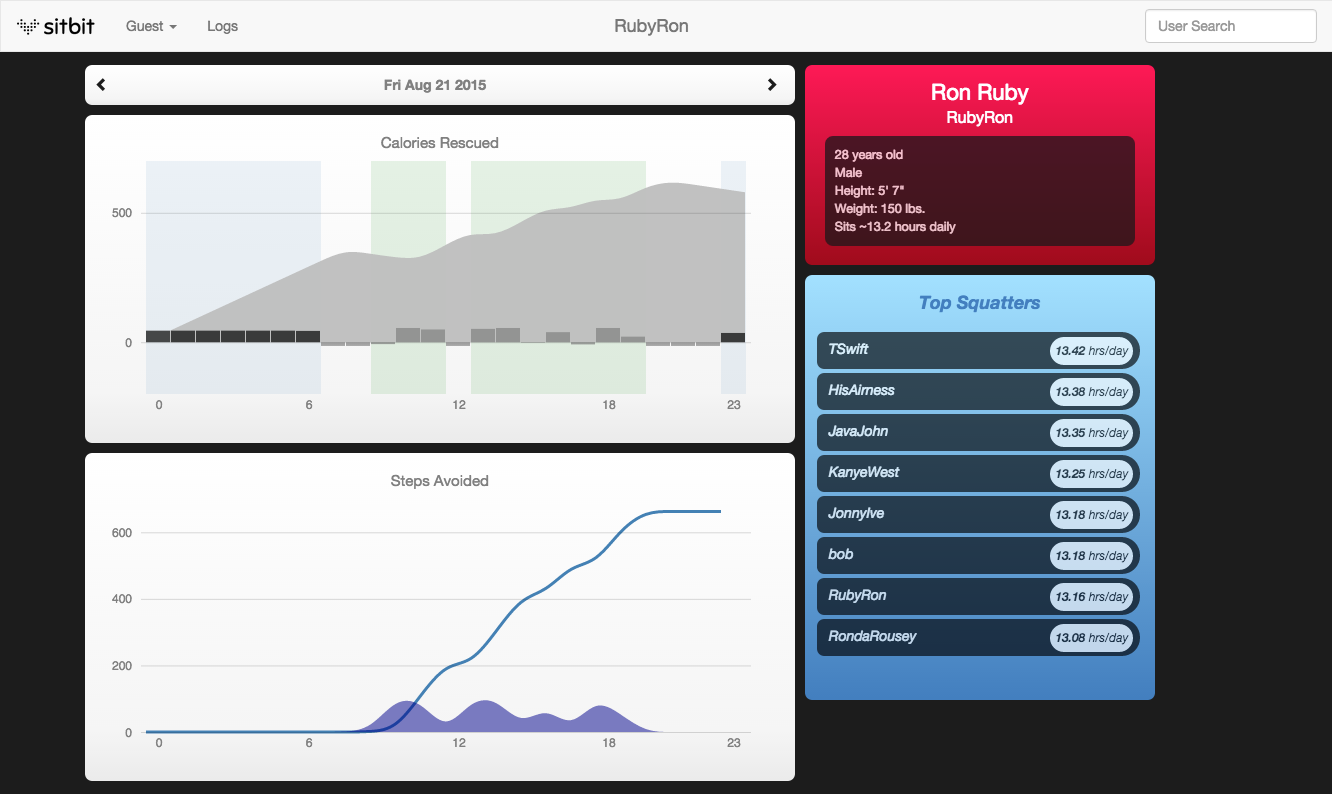 sitbit
Guest
Logs
RubyRon
User Search
Fri Aug 21 2015
Calories Rescued
500
0
0 6 12 18 23
Steps Avoided
600
400
200
0
0 6 12 18 23
Ron Ruby
RubyRon
28 years old
Male
Height: 5' 7"
Weight: 150 lbs.
Sits ~13.2 hours daily
Top Squatters
TSwift 13.42 hrs/day
HisAirness 13.38 hrs/day
JavaJohn 13.35 hrs/day
KanyeWest 13.25 hrs/day
JonnyIve 13.18 hrs/day
bob 13.18 hrs/day
RubyRon 13.16 hrs/day
RondaRousey 13.08 hrs/day